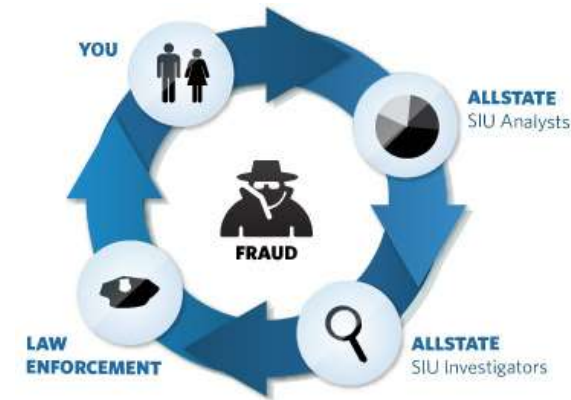 YOU
ALLSTATE
SIU Analysts
FRAUD
LAW
ENFORCEMENT
ALLSTATE
SIU Investigators